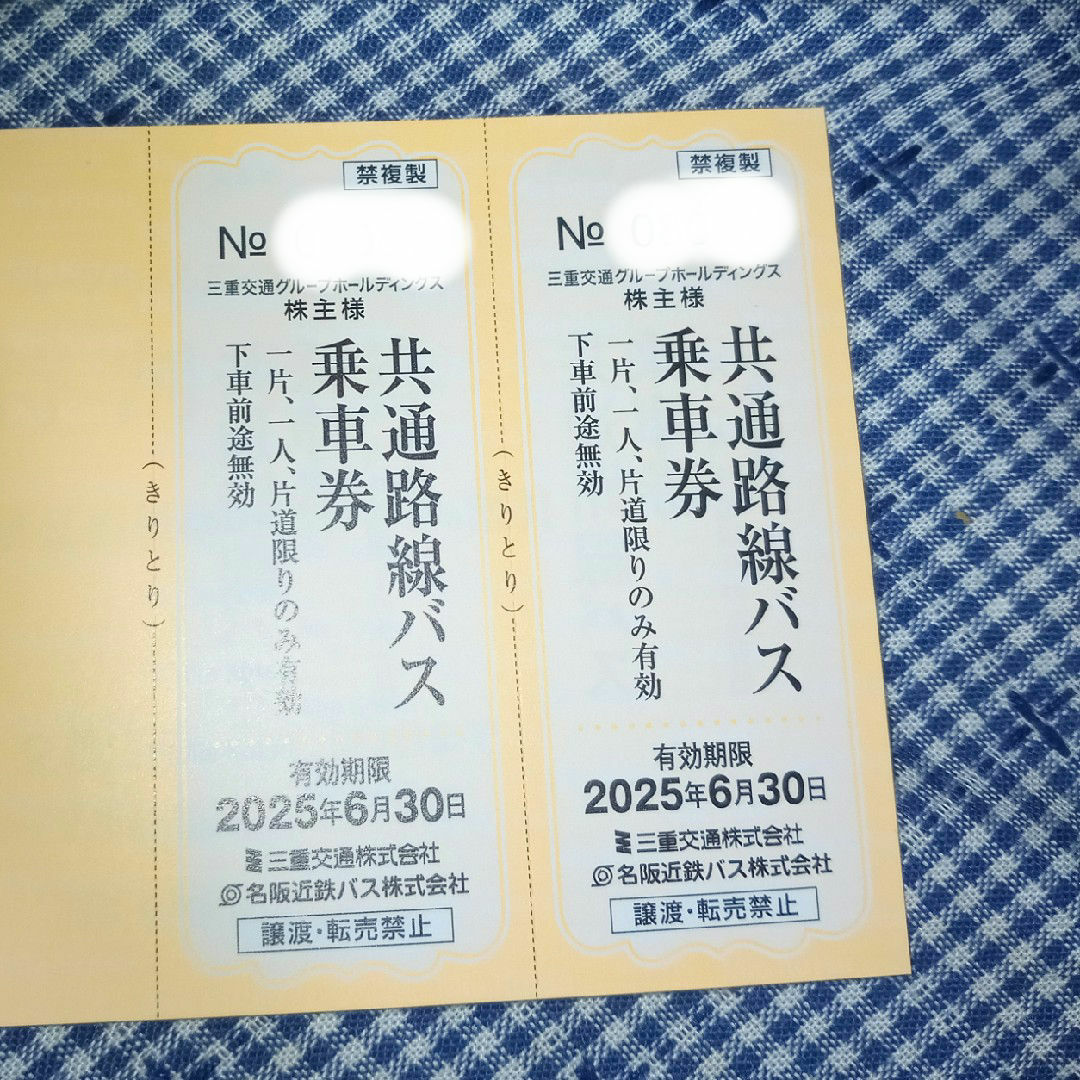 禁複製
№
三重交通グループホールディングス
株主様
共通路線バス
乗車券
一片、一人、片道限りのみ有効
下車前途無効
有効期限
2025年6月30日
三重交通株式会社
名阪近鉄バス株式会社
譲渡・転売禁止
(きりとり)
禁複製
№
三重交通グループホールディングス
株主様
共通路線バス
乗車券
一片、一人、片道限りのみ有効
下車前途無効
有効期限
2025年6月30日
三重交通株式会社
名阪近鉄バス株式会社
譲渡・転売禁止
(きりとり)